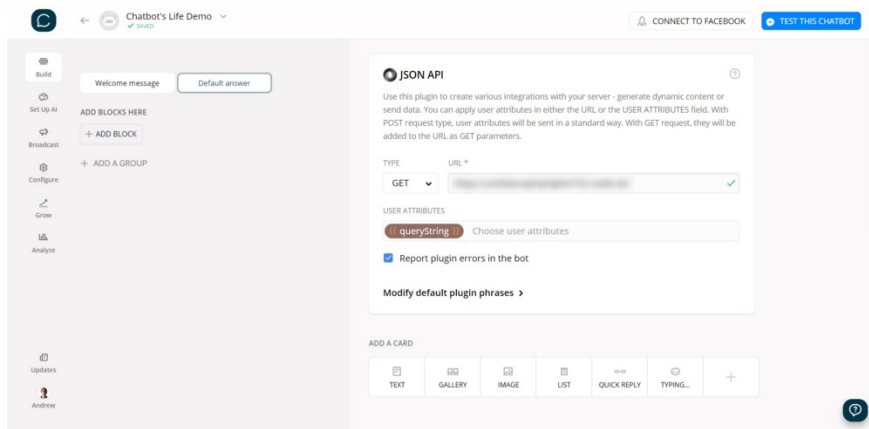 Chatbot's Life Demo
SAVED
CONNECT TO FACEBOOK
TEST THIS CHATBOT
Build
Set Up AI
Broadcast
Configure
Grow
Analyze
Updates
Andrew
Welcome message
Default answer
ADD BLOCKS HERE
+ ADD BLOCK
+ ADD A GROUP
JSON API
Use this plugin to create various integrations with your server - generate dynamic content or
send data. You can apply user attributes in either the URL or the USER ATTRIBUTES field. With
POST request type, user attributes will be sent in a standard way. With GET request, they will be
added to the URL as GET parameters.
TYPE
URL *
GET
USER ATTRIBUTES
{{ queryString }} Choose user attributes
Report plugin errors in the bot
Modify default plugin phrases >
ADD A CARD
TEXT
GALLERY
IMAGE
LIST
QUICK REPLY
TYPING...